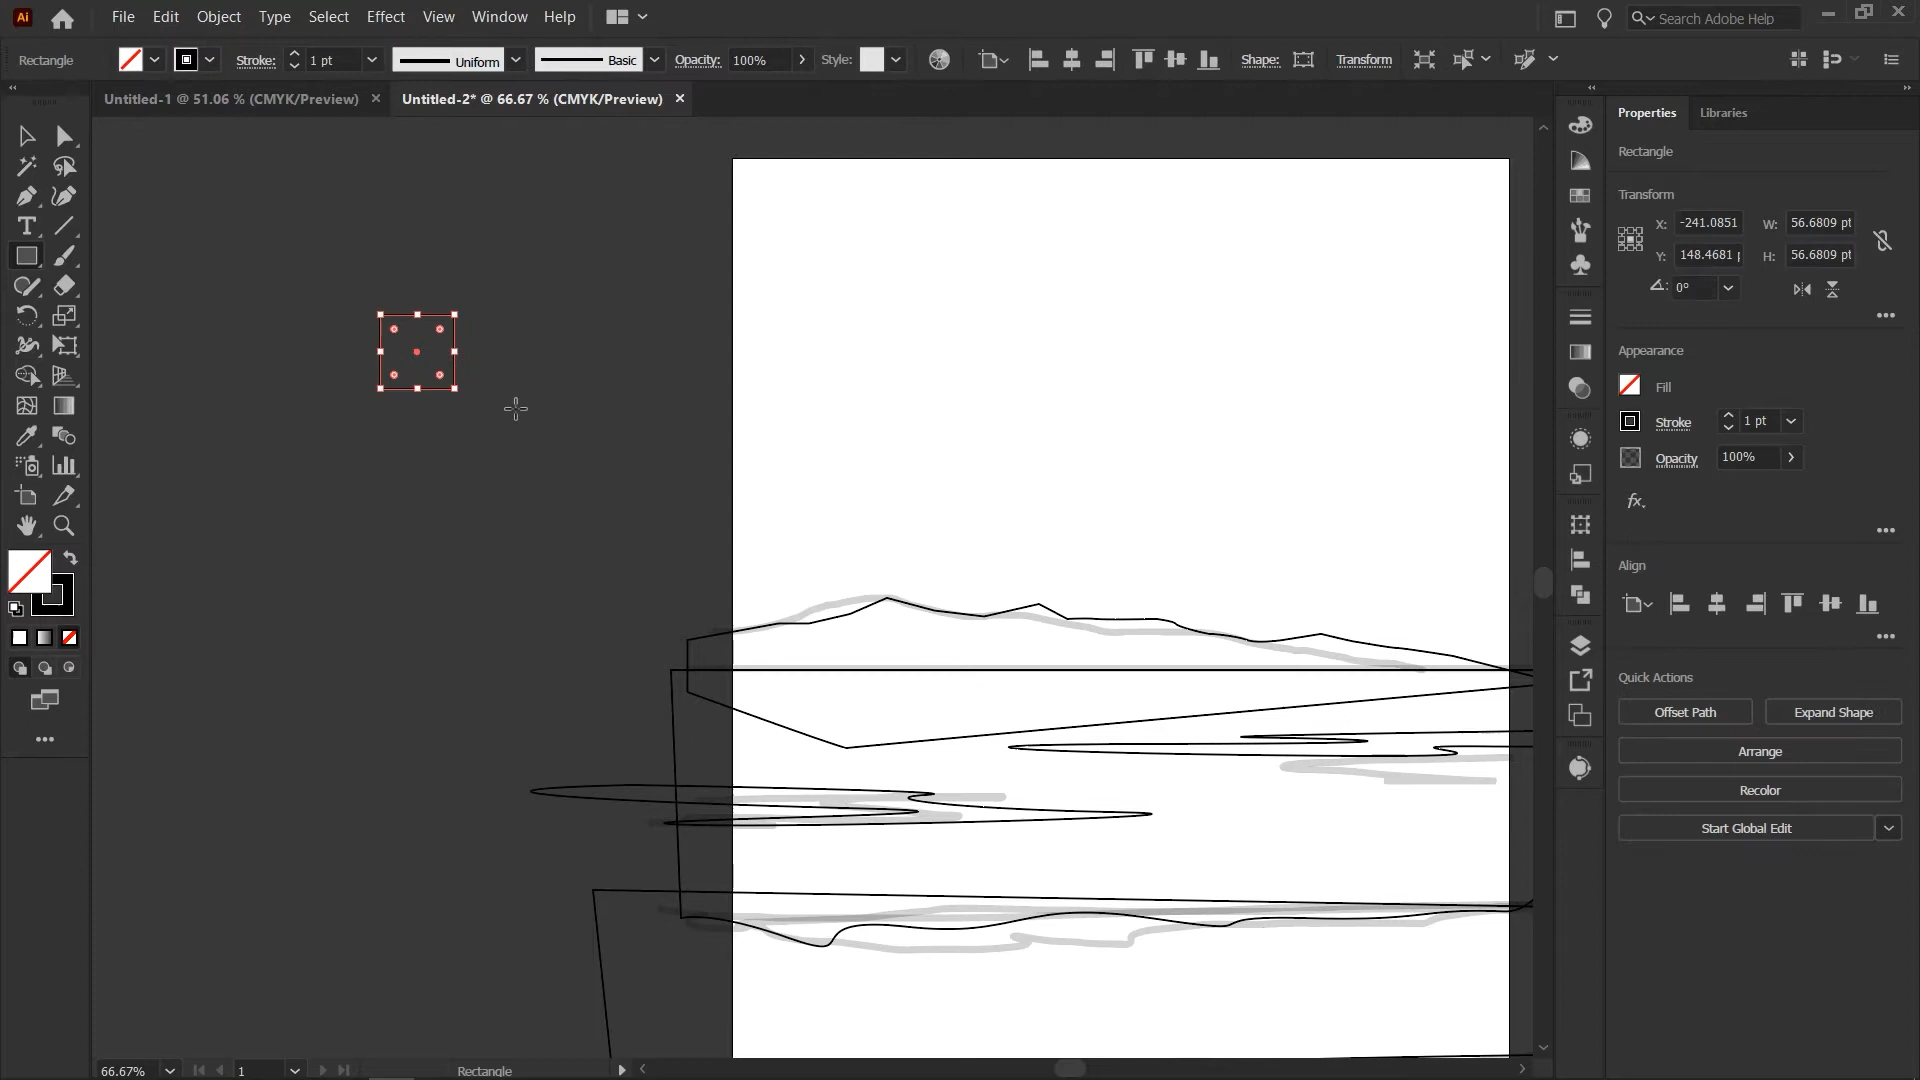 Ai File Edit Object Type Select Effect View Window Help Search Adobe Help
Rectangle Stroke: 1 pt Uniform Basic Opacity: 100% Style: Shape: Transform
Untitled-1 @ 51.06 % (CMYK/Preview) Untitled-2* @ 66.67 % (CMYK/Preview)
Properties Libraries
Rectangle
Transform
X: -241.0851 W: 56.6809 pt
Y: 148.4681 p H: 56.6809 pt
0°
Appearance
Fill
Stroke 1 pt
Opacity 100%
fx
Align
Quick Actions
Offset Path Expand Shape
Arrange
Recolor
Start Global Edit
66.67% 1 Rectangle